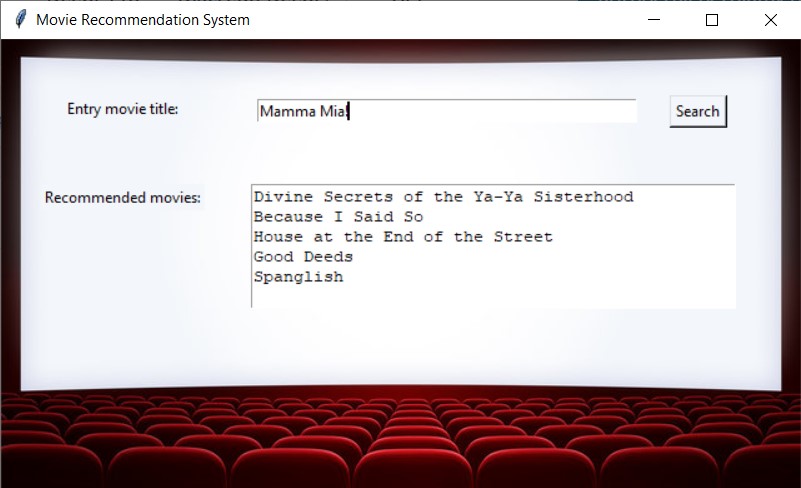 Movie Recommendation System
Entry movie title:
Mamma Mia!
Search
Recommended movies:
Divine Secrets of the Ya-Ya Sisterhood
Because I Said So
House at the End of the Street
Good Deeds
Spanglish